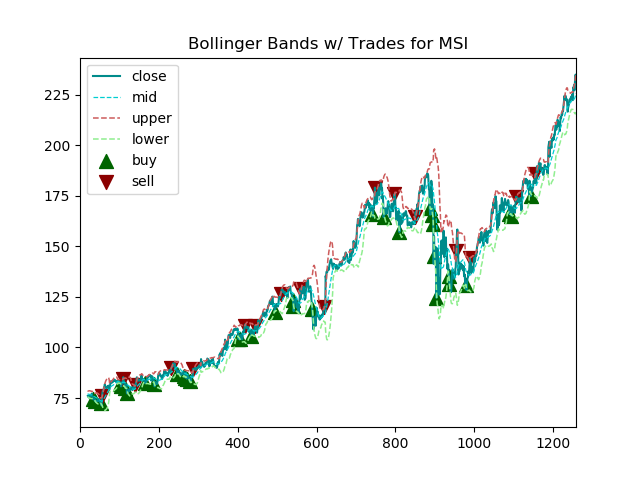 Bollinger Bands w/ Trades for MSI
close
mid
upper
lower
buy
sell
225
200
175
150
125
100
75
0 200 400 600 800 1000 1200